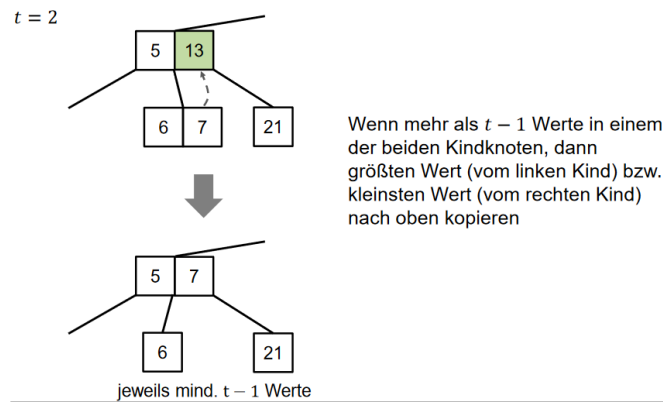 t = 2
5 13
6 7 21
Wenn mehr als t − 1 Werte in einem
der beiden Kindknoten, dann
größten Wert (vom linken Kind) bzw.
kleinsten Wert (vom rechten Kind)
nach oben kopieren
5 7
6 21
jeweils mind. t − 1 Werte